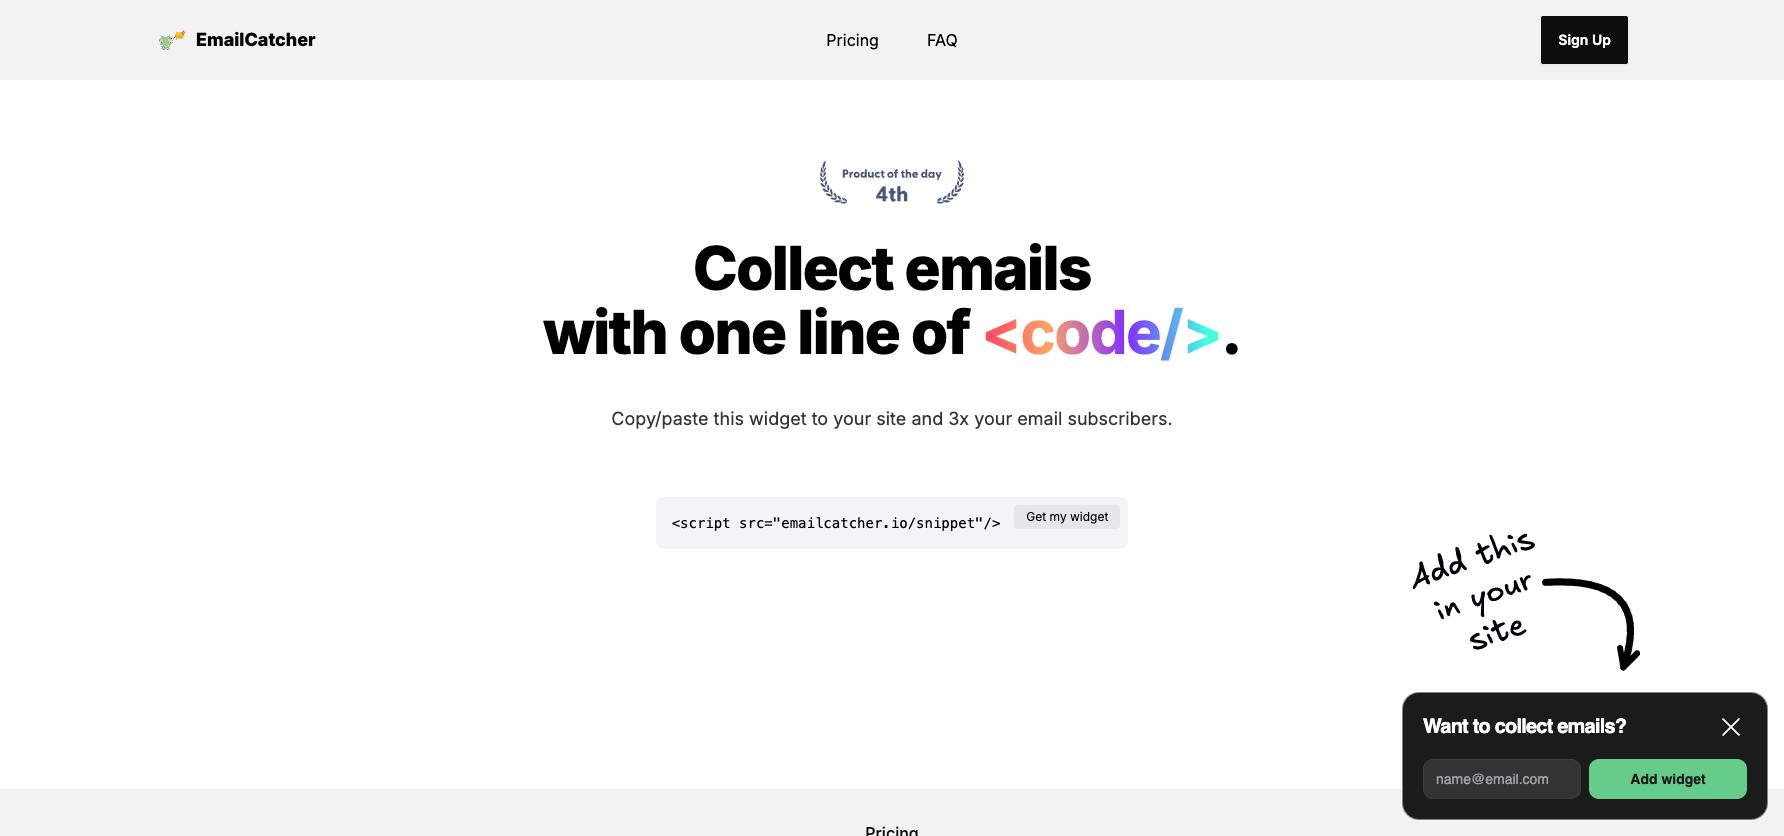 EmailCatcher
Pricing
FAQ
Sign Up
Product of the day
4th
Collect emails
with one line of <code/>.
Copy/paste this widget to your site and 3x your email subscribers.
<script src="emailcatcher.io/snippet"/>
Get my widget
Add this
in your
site
Want to collect emails?
name@email.com
Add widget
Pricing